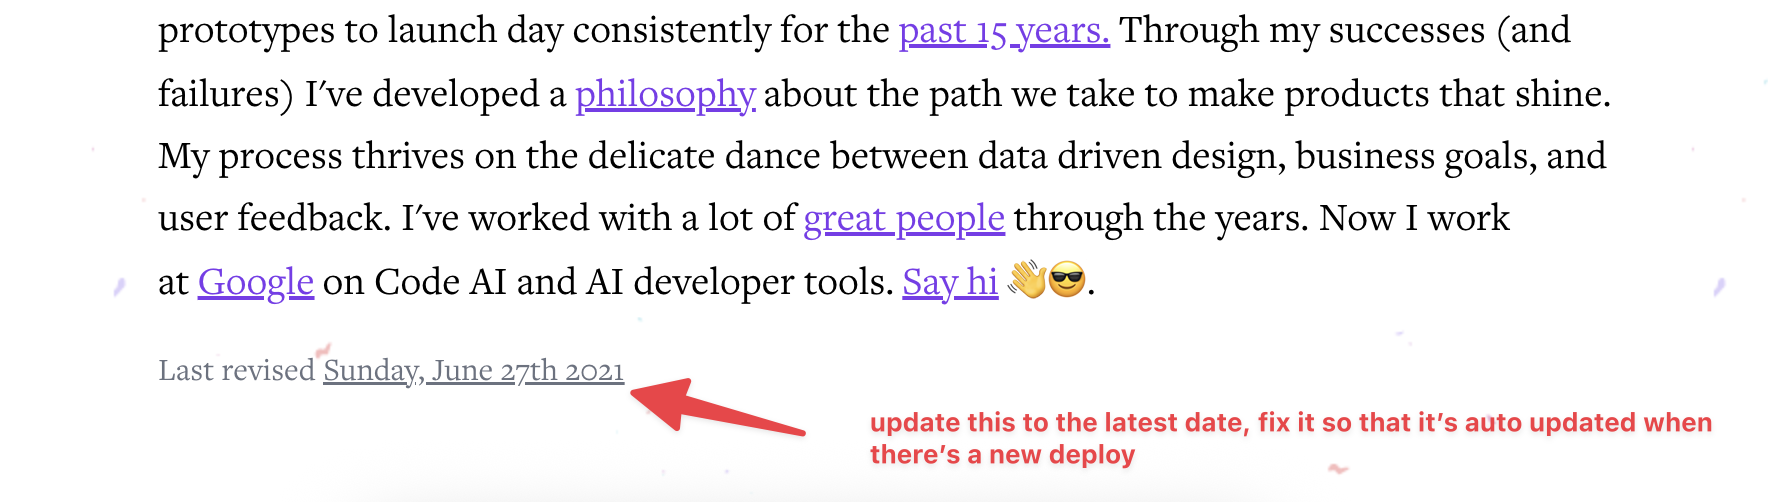 prototypes to launch day consistently for the past 15 years. Through my successes (and
failures) I've developed a philosophy about the path we take to make products that shine.
My process thrives on the delicate dance between data driven design, business goals, and
user feedback. I've worked with a lot of great people through the years. Now I work
at Google on Code AI and AI developer tools. Say hi 👋😎.
Last revised Sunday, June 27th 2021
update this to the latest date, fix it so that it's auto updated when
there's a new deploy